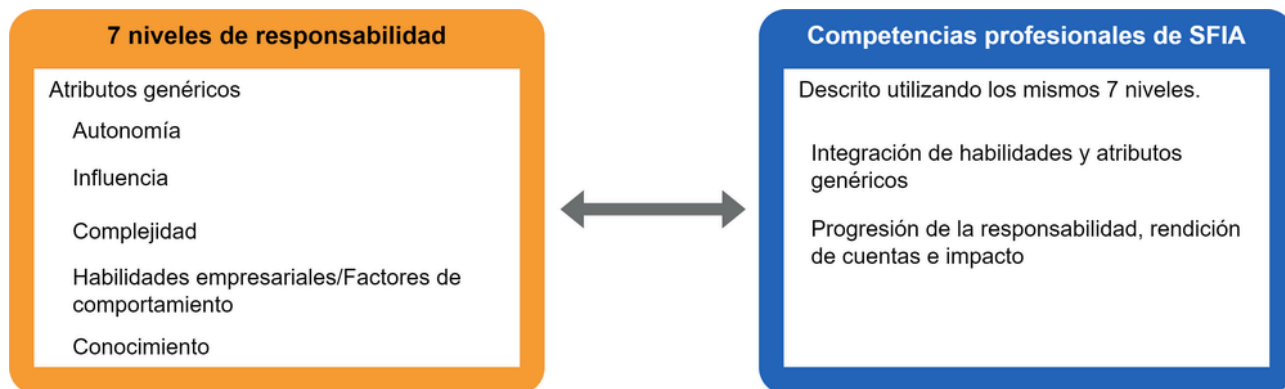 7 niveles de responsabilidad
Atributos genéricos
Autonomía
Influencia
Complejidad
Habilidades empresariales/Factores de
comportamiento
Conocimiento
Competencias profesionales de SFIA
Descrito utilizando los mismos 7 niveles.
Integración de habilidades y atributos
genéricos
Progresión de la responsabilidad, rendición
de cuentas e impacto